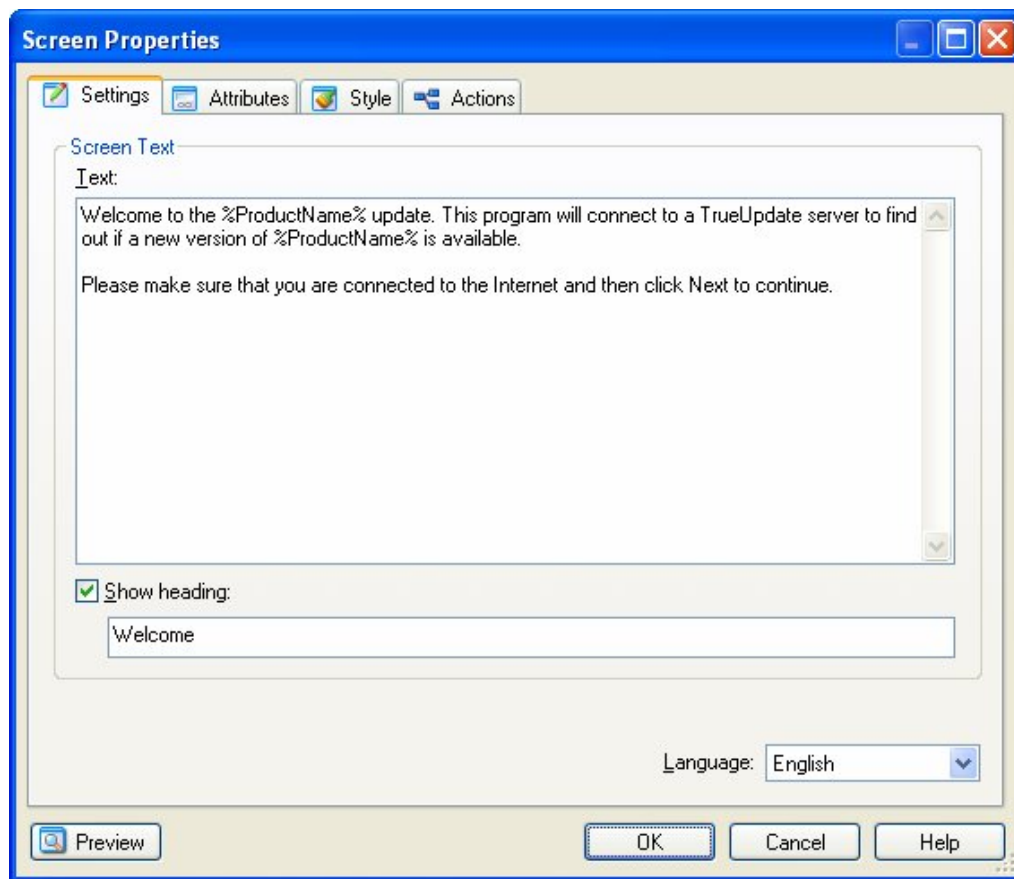 Screen Properties
Settings Attributes Style Actions
Screen Text
Text:
Welcome to the %ProductName% update. This program will connect to a TrueUpdate server to find
out if a new version of %ProductName% is available.
Please make sure that you are connected to the Internet and then click Next to continue.
Show heading:
Welcome
Language: English
Preview OK Cancel Help